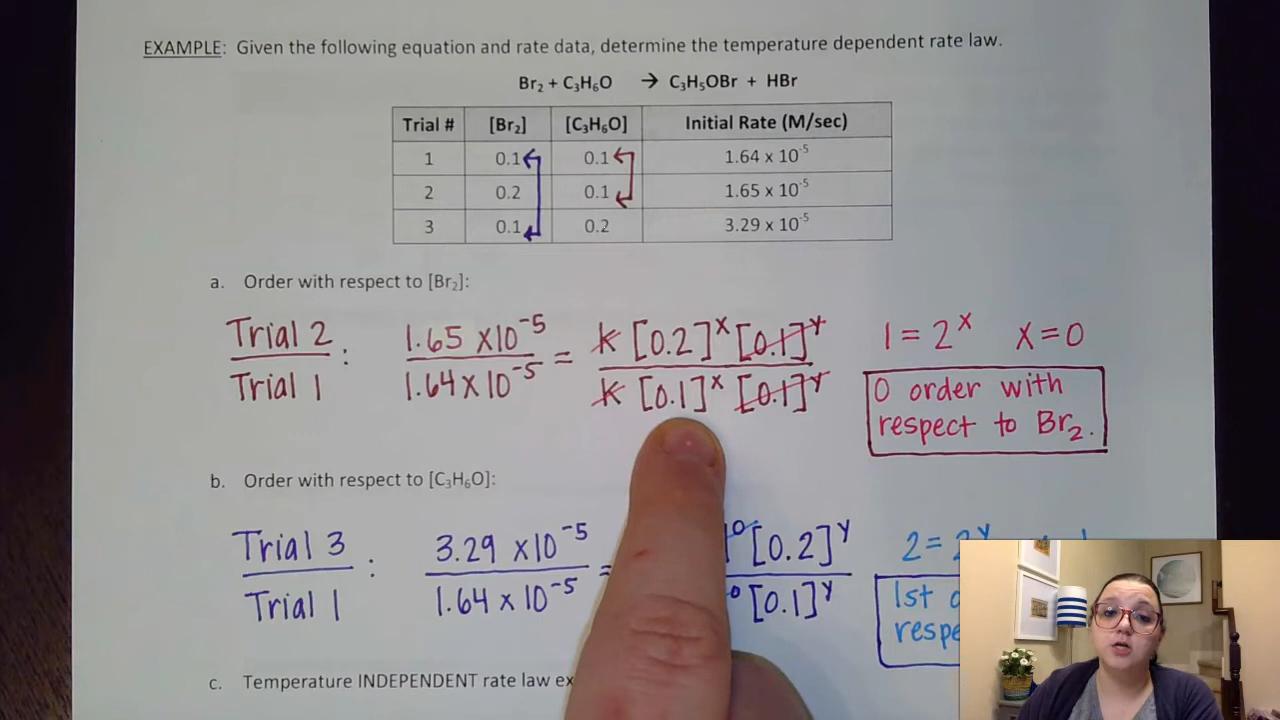 EXAMPLE: Given the following equation and rate data, determine the temperature dependent rate law.
Br₂ + C₃H₆O → C₃H₅OBr + HBr
Trial # [Br₂] [C₃H₆O] Initial Rate (M/sec)
1 0.1 0.1 1.64 x 10⁻⁵
2 0.2 0.1 1.65 x 10⁻⁵
3 0.1 0.2 3.29 x 10⁻⁵
a. Order with respect to [Br₂]:
Trial 2 1.65 x10⁻⁵ k [0.2]ˣ [0.1]ʸ
: = 1 = 2ˣ x=0
Trial 1 1.64 x 10⁻⁵ k [0.1]ˣ [0.1]ʸ
0 order with
respect to Br₂.
b. Order with respect to [C₃H₆O]:
Trial 3 3.29 x10⁻⁵ [0.2]ʸ
: = 2=2ʸ
Trial 1 1.64 x 10⁻⁵ [0.1]ʸ
1st
c. Temperature INDEPENDENT rate law